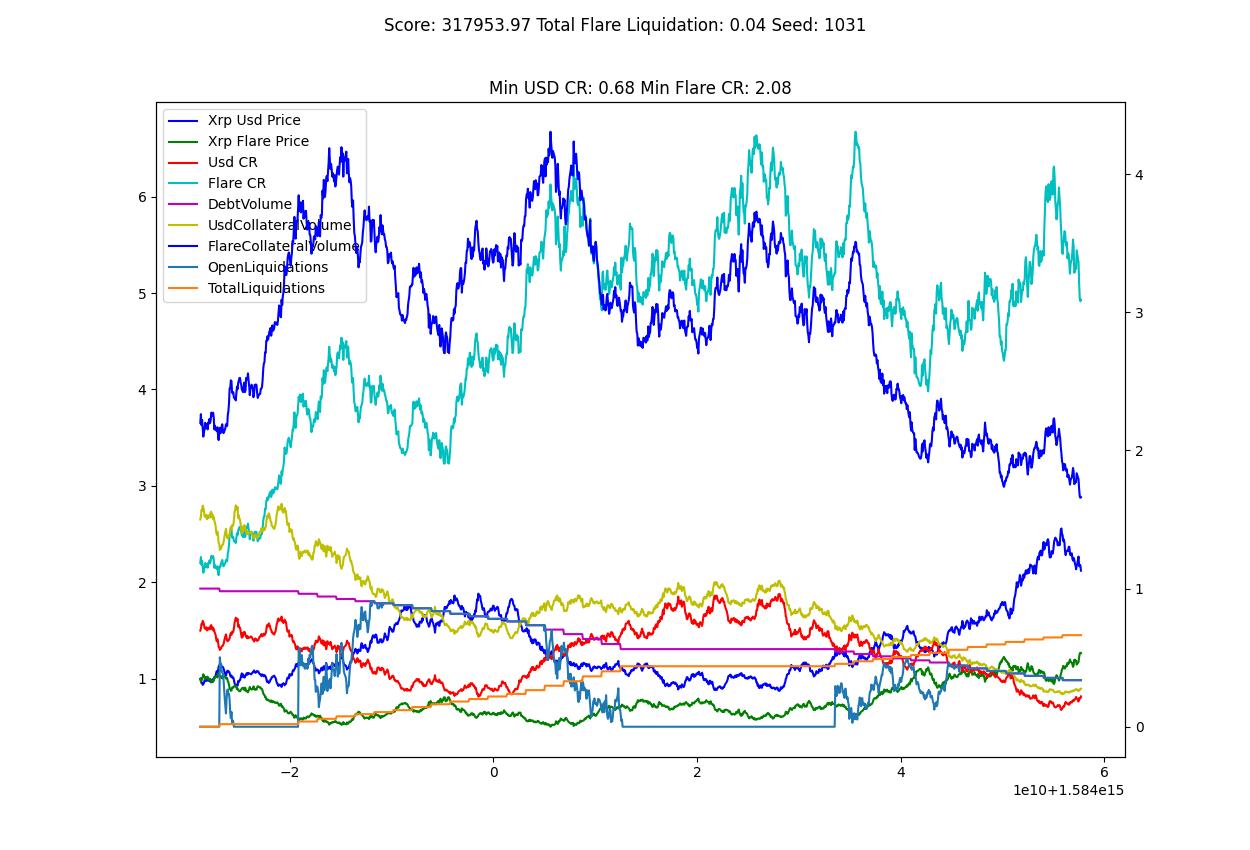 Score: 317953.97 Total Flare Liquidation: 0.04 Seed: 1031
Min USD CR: 0.68 Min Flare CR: 2.08
Xrp Usd Price
Xrp Flare Price
Usd CR
Flare CR
DebtVolume
UsdCollateralVolume
FlareCollateralVolume
OpenLiquidations
TotalLiquidations
6
5
4
3
2
1
4
3
2
1
0
−2
0
2
4
6
1e10+1.584e15